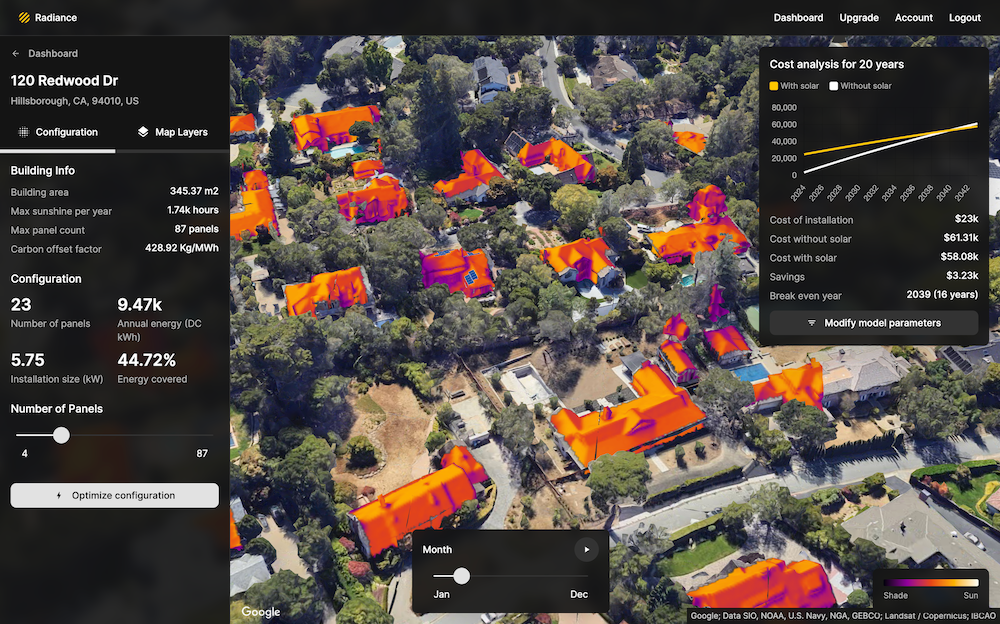 Radiance
Dashboard
Upgrade
Account
Logout
Dashboard
120 Redwood Dr
Hillsborough, CA, 94010, US
Configuration
Map Layers
Building Info
Building area 345.37 m2
Max sunshine per year 1.74k hours
Max panel count 87 panels
Carbon offset factor 428.92 Kg/MWh
Configuration
23
Number of panels
9.47k
Annual energy (DC
kWh)
5.75
Installation size (kW)
44.72%
Energy covered
Number of Panels
4
87
Optimize configuration
Cost analysis for 20 years
With solar
Without solar
80,000
60,000
40,000
20,000
0
2024
2026
2028
2030
2032
2034
2036
2038
2040
2042
Cost of installation $23k
Cost without solar $61.31k
Cost with solar $58.08k
Savings $3.23k
Break even year 2039 (16 years)
Modify model parameters
Month
Jan
Dec
Shade
Sun
Google
Google; Data SIO, NOAA, U.S. Navy, NGA, GEBCO; Landsat / Copernicus; IBCAO